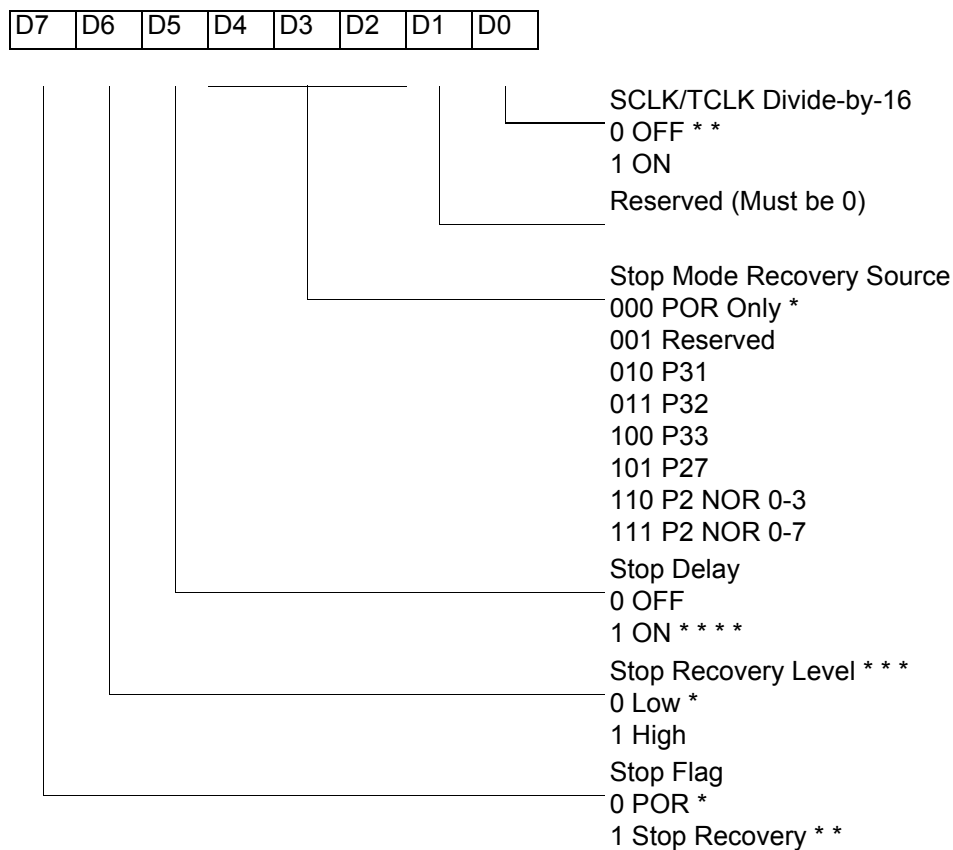 D7 D6 D5 D4 D3 D2 D1 D0
SCLK/TCLK Divide-by-16
0 OFF * *
1 ON
Reserved (Must be 0)
Stop Mode Recovery Source
000 POR Only *
001 Reserved
010 P31
011 P32
100 P33
101 P27
110 P2 NOR 0-3
111 P2 NOR 0-7
Stop Delay
0 OFF
1 ON * * * *
Stop Recovery Level * * *
0 Low *
1 High
Stop Flag
0 POR *
1 Stop Recovery * *